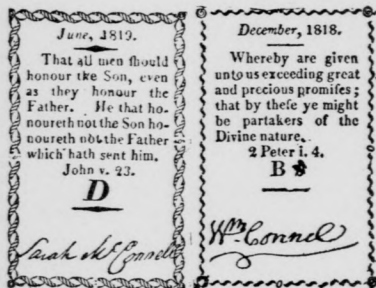 June, 1819.
That all men ſhould
honour the Son, even
as they honour the
Father. He that ho-
noureth not the Son ho-
noureth not the Father
which hath sent him.
John v. 23.
D
Sarah McConnell
December, 1818.
Whereby are given
unto us exceeding great
and precious promiſes;
that by theſe ye might
be partakers of the
Divine nature.
2 Peter i. 4.
B
Wm. Connel